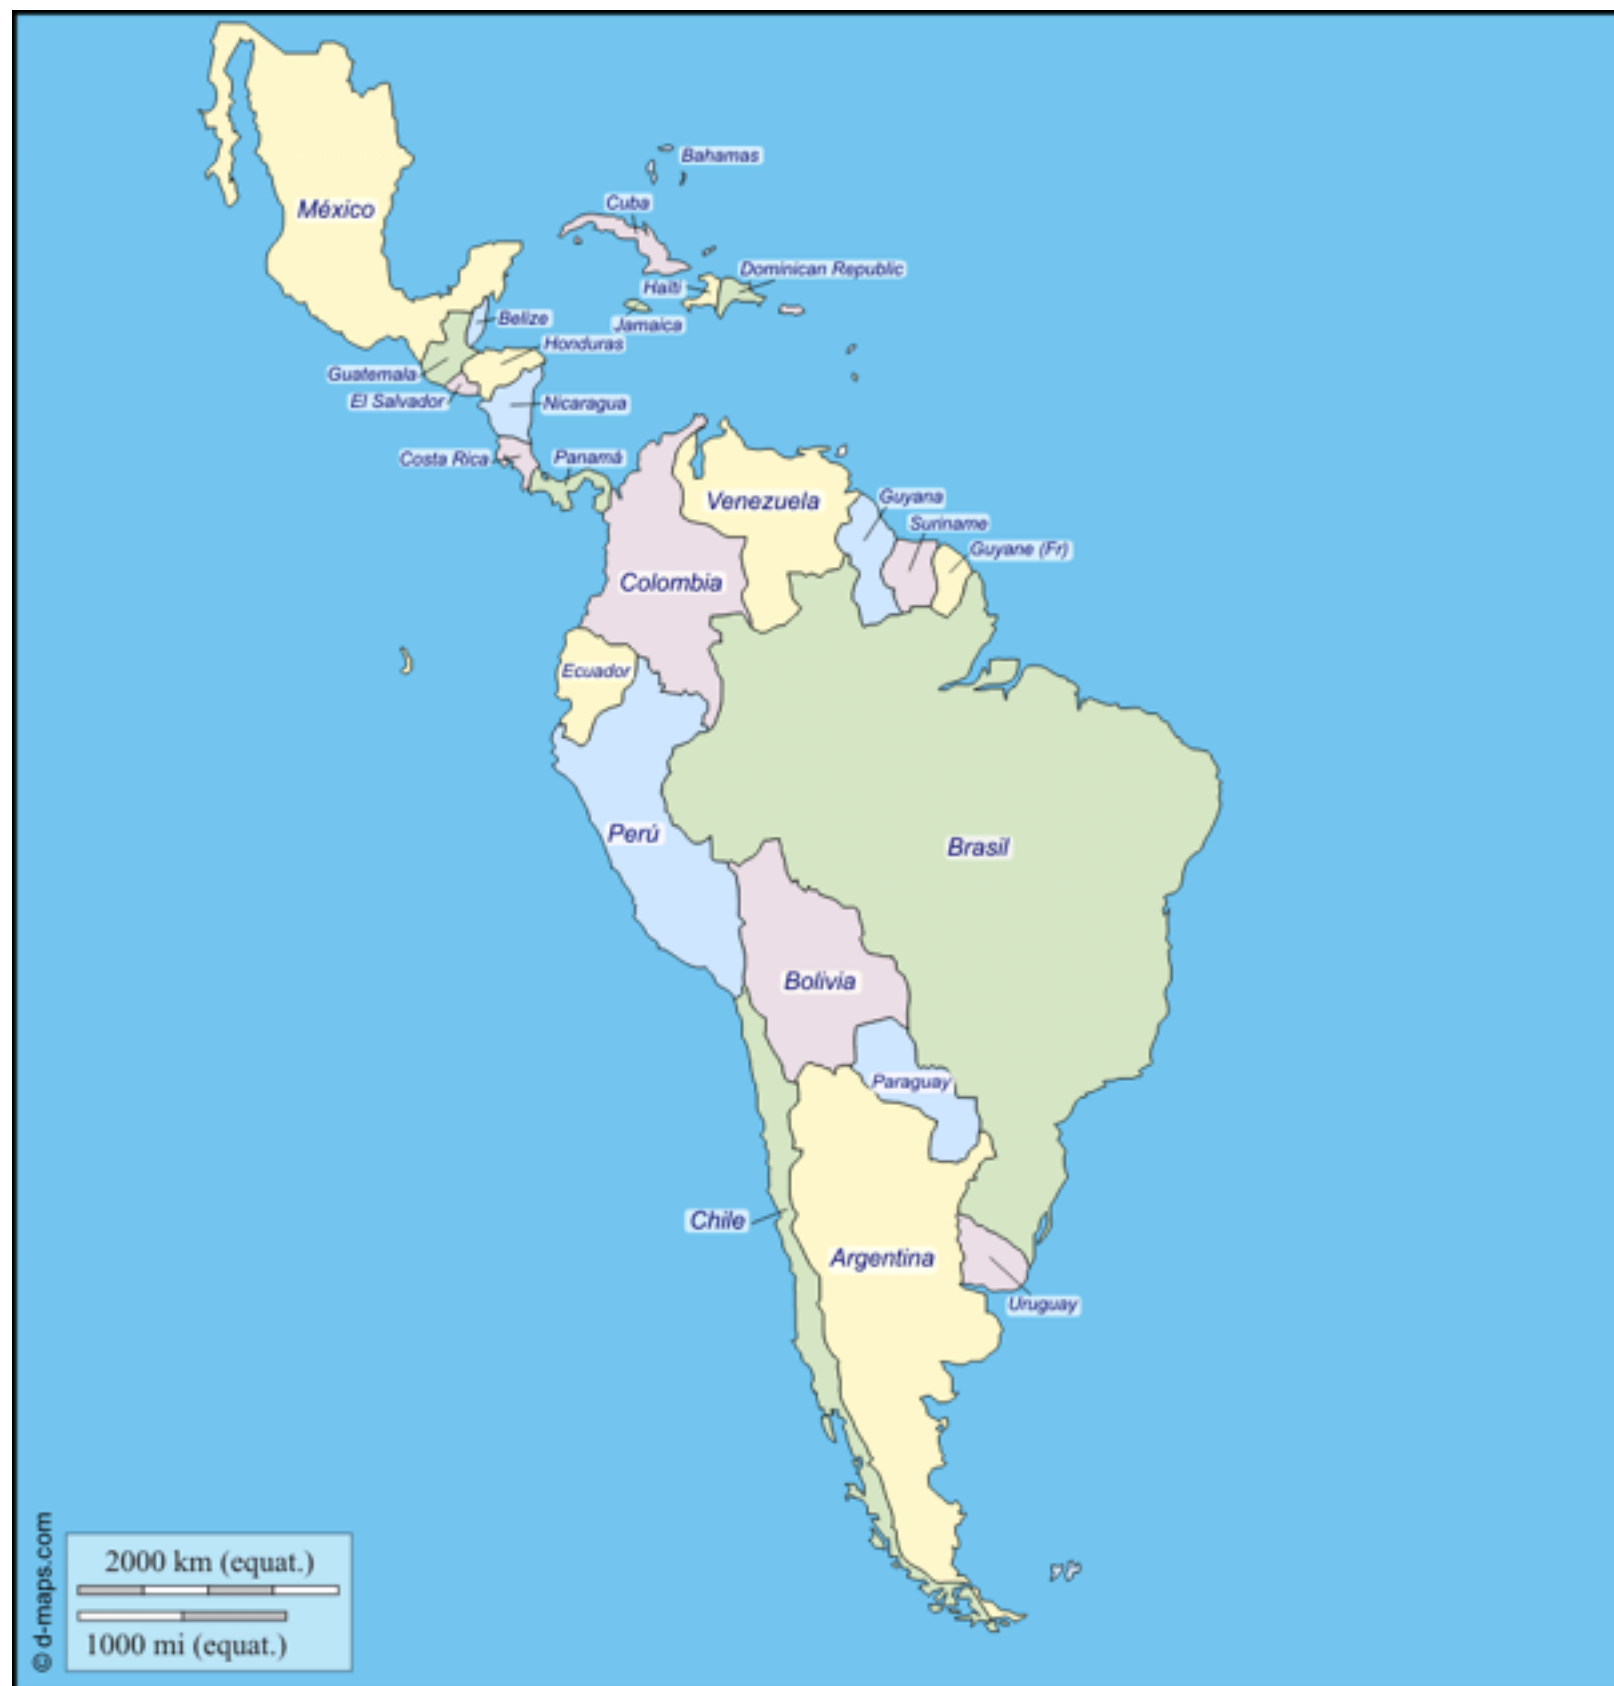 Bahamas
Cuba
México
Dominican Republic
Haïti
Jamaica
Belize
Honduras
Guatemala
El Salvador
Nicaragua
Costa Rica
Panamá
Venezuela
Guyana
Suriname
Guyane (Fr)
Colombia
Ecuador
Perú
Brasil
Bolivia
Paraguay
Chile
Argentina
Uruguay
2000 km (equat.)
1000 mi (equat.)
© d-maps.com